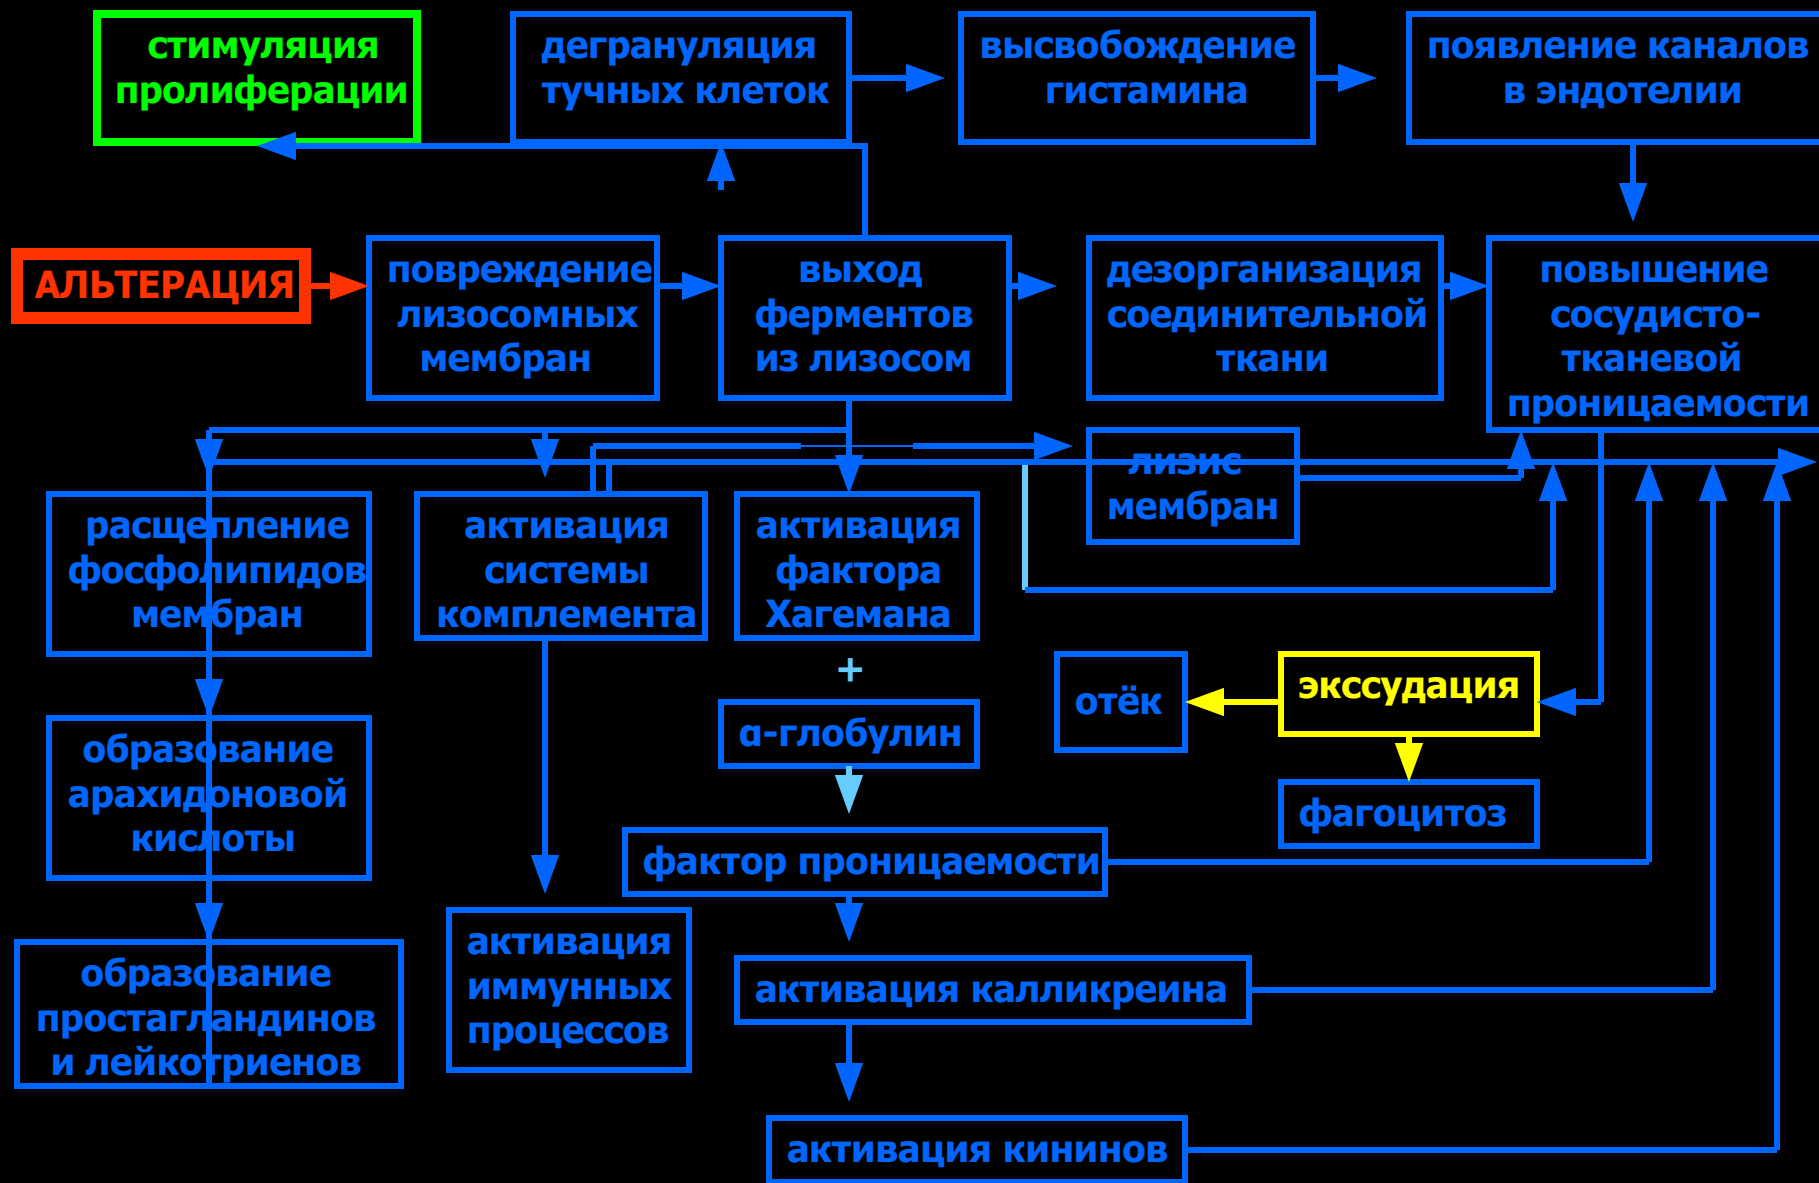 стимуляция
пролиферации
дегрануляция
тучных клеток
высвобождение
гистамина
появление каналов
в эндотелии
АЛЬТЕРАЦИЯ
повреждение
лизосомных
мембран
выход
ферментов
из лизосом
дезорганизация
соединительной
ткани
повышение
сосудисто-
тканевой
проницаемости
лизис
мембран
расщепление
фосфолипидов
мембран
активация
системы
комплемента
активация
фактора
Хагемана
+
α-глобулин
отёк
экссудация
фагоцитоз
образование
арахидоновой
кислоты
фактор проницаемости
активация
иммунных
процессов
активация калликреина
образование
простагландинов
и лейкотриенов
активация кининов